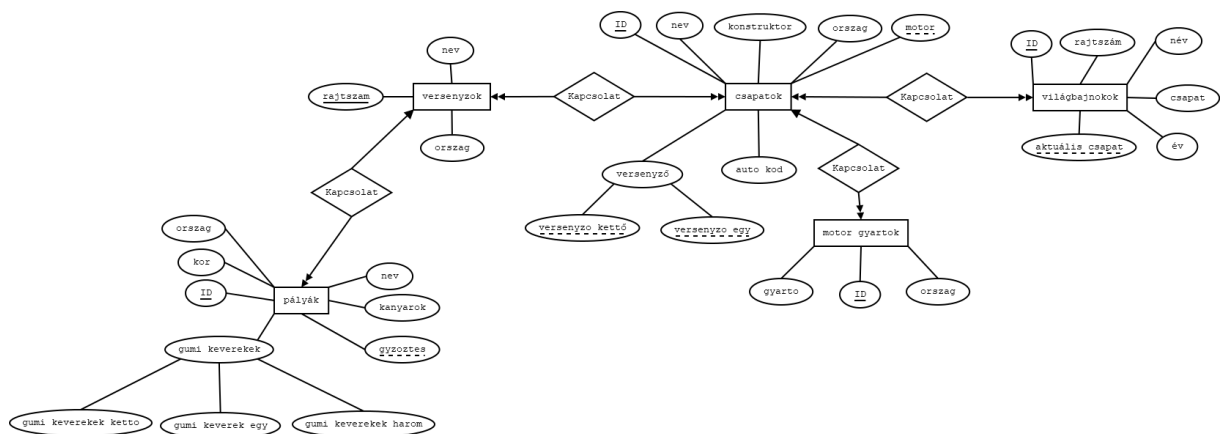 ID
nev
konstruktor
orszag
motor
ID
rajtszám
név
nev
rajtszam
versenyzok
Kapcsolat
csapatok
Kapcsolat
világbajnokok
csapat
orszag
aktuális csapat
év
versenyző
auto kod
Kapcsolat
Kapcsolat
versenyzo kettő
versenyzo egy
motor gyartok
orszag
kor
nev
ID
pályák
kanyarok
gyarto
ID
orszag
gumi keverekek
gyzoztes
gumi keverekek ketto
gumi keverek egy
gumi keverekek harom